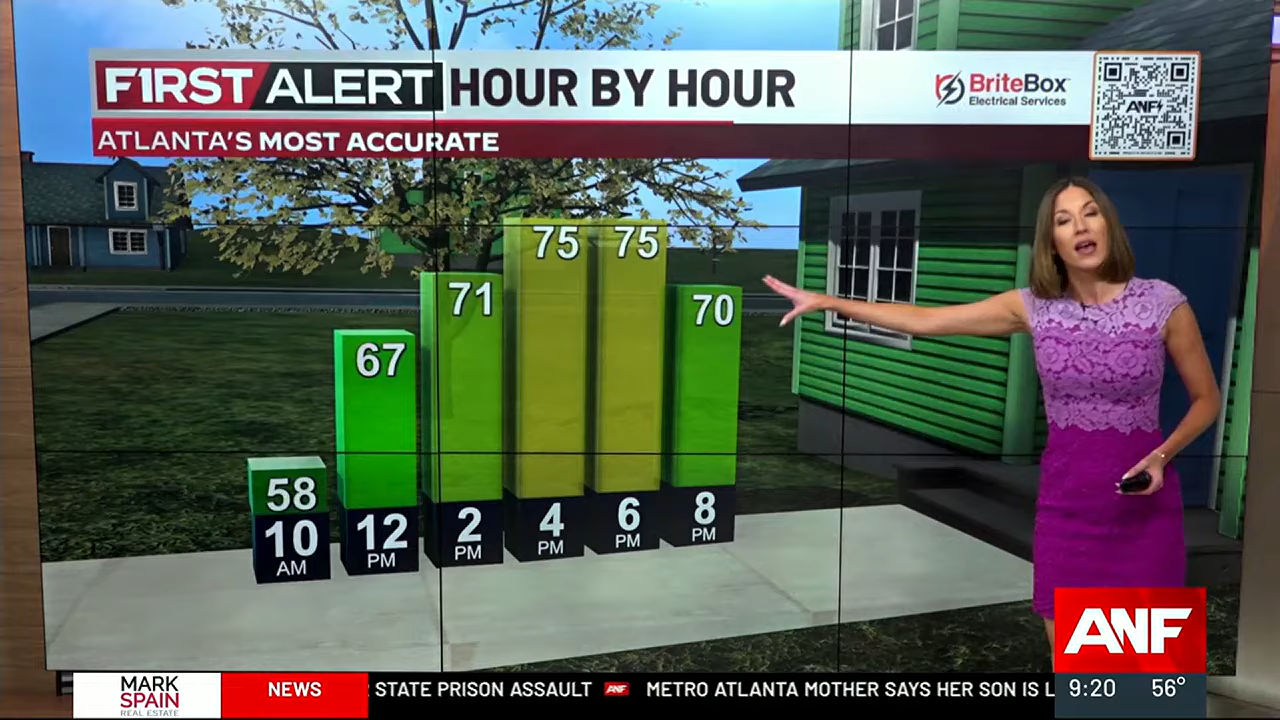 F1RST ALERT HOUR BY HOUR
BriteBox
Electrical Services
ANF
ATLANTA'S MOST ACCURATE
58 67 71 75 75 70
10 AM
12 PM
2 PM
4 PM
6 PM
8 PM
ANF
MARK
SPAIN
REAL ESTATE
NEWS
STATE PRISON ASSAULT ANF METRO ATLANTA MOTHER SAYS HER SON IS L
9:20 56°